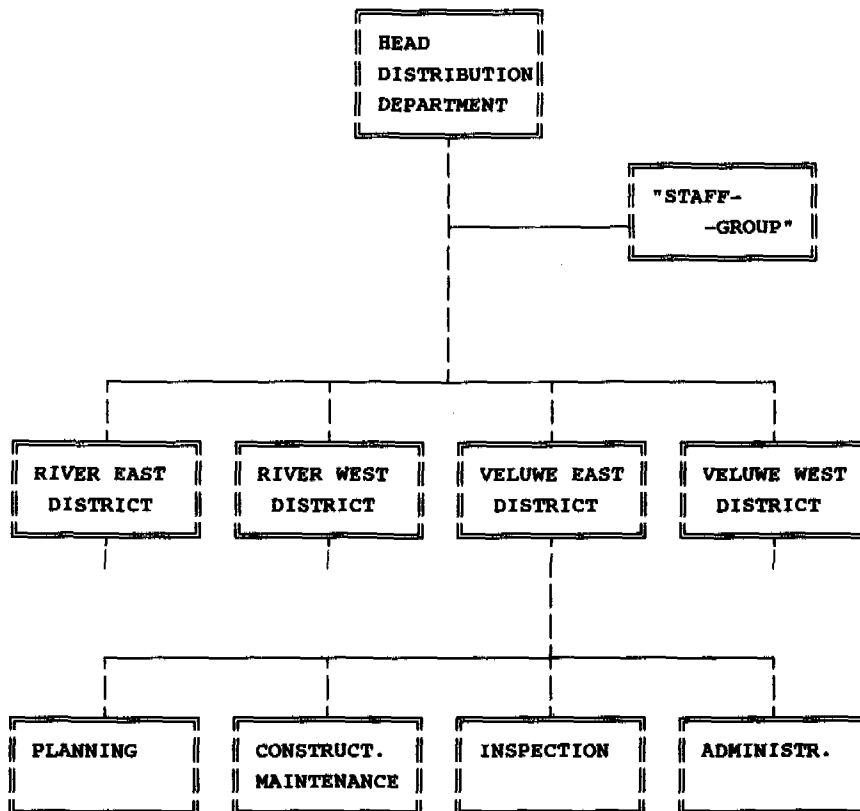 HEAD
DISTRIBUTION
DEPARTMENT
"STAFF-
-GROUP"
RIVER EAST
DISTRICT
RIVER WEST
DISTRICT
VELUWE EAST
DISTRICT
VELUWE WEST
DISTRICT
PLANNING
CONSTRUCT.
MAINTENANCE
INSPECTION
ADMINISTR.